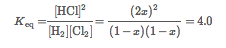 K_eq = [HCl]² / [H₂][Cl₂] = (2x)² / (1−x)(1−x) = 4.0